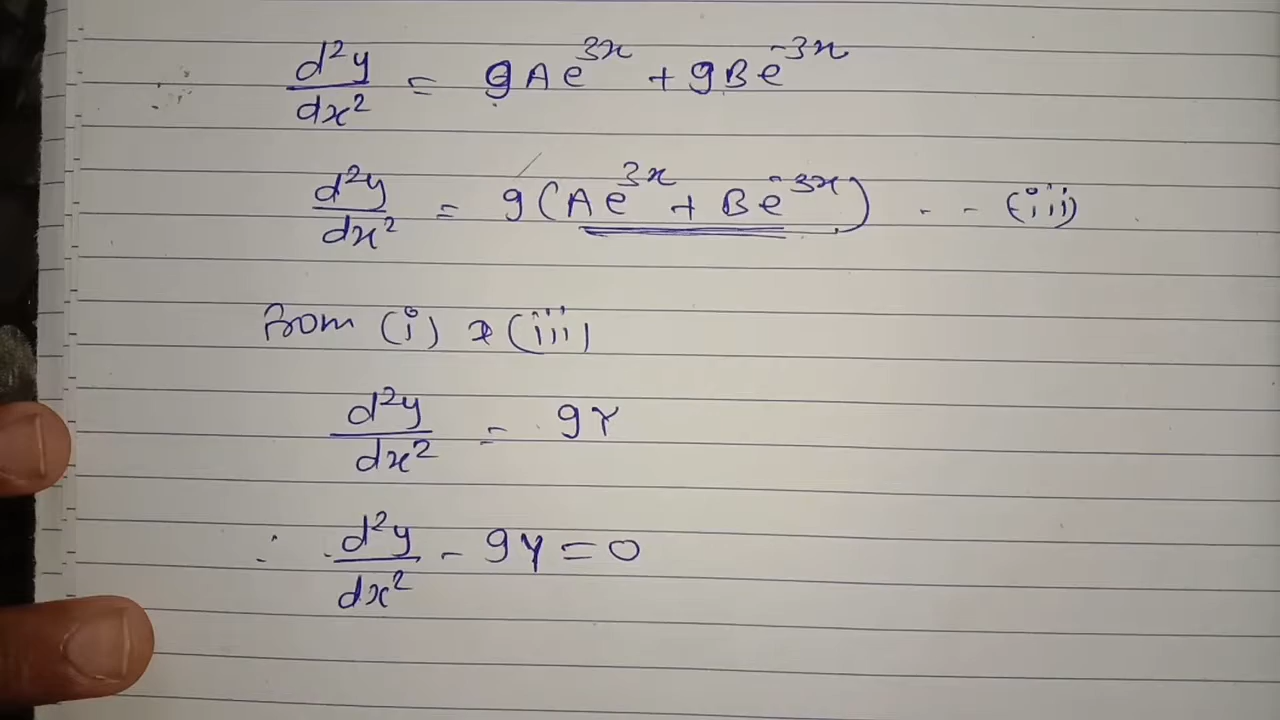 d²y/dx² = 9Ae^{3x} + 9Be^{-3x}
d²y/dx² = 9(Ae^{3x} + Be^{-3x}) - - (iii)
From (i) & (iii)
d²y/dx² = 9y
∴ d²y/dx² - 9y = 0